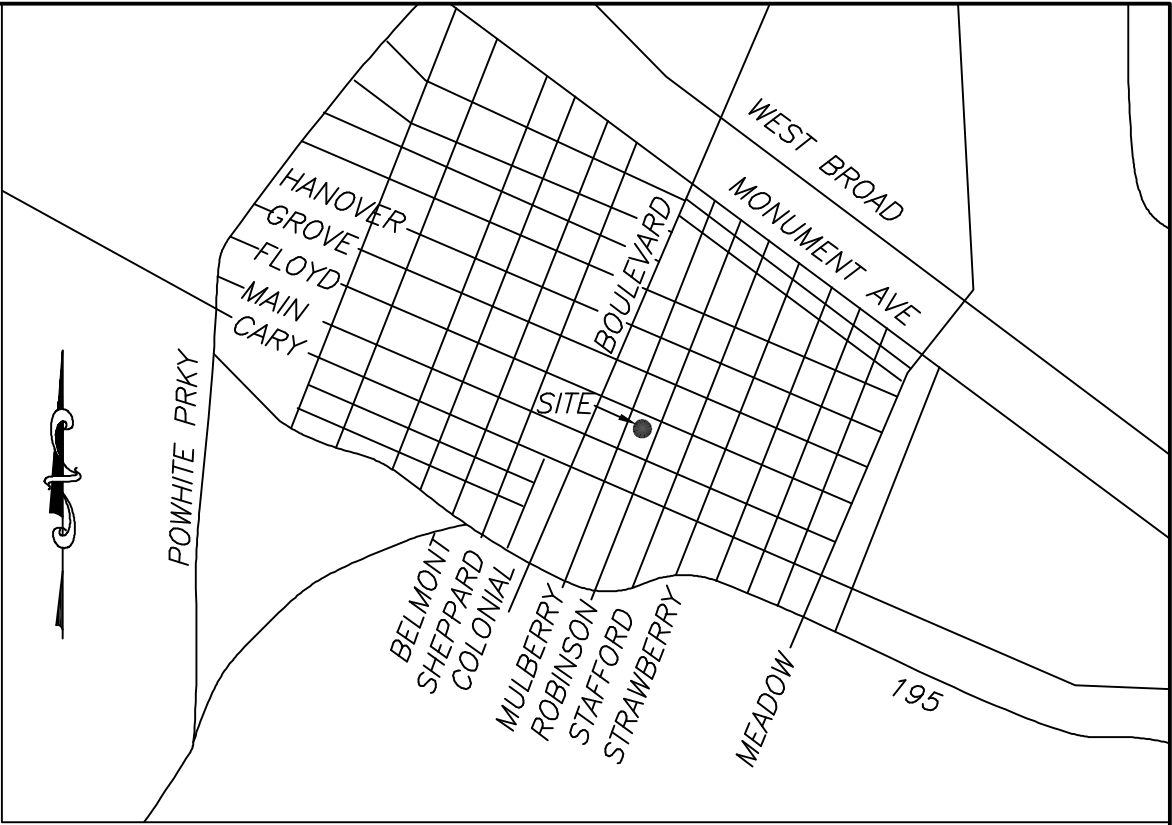 WEST BROAD
MONUMENT AVE
BOULEVARD
HANOVER
GROVE
FLOYD
MAIN
CARY
POWHITE PRKY
SITE
BELMONT
SHEPPARD
COLONIAL
MULBERRY
ROBINSON
STAFFORD
STRAWBERRY
MEADOW
195